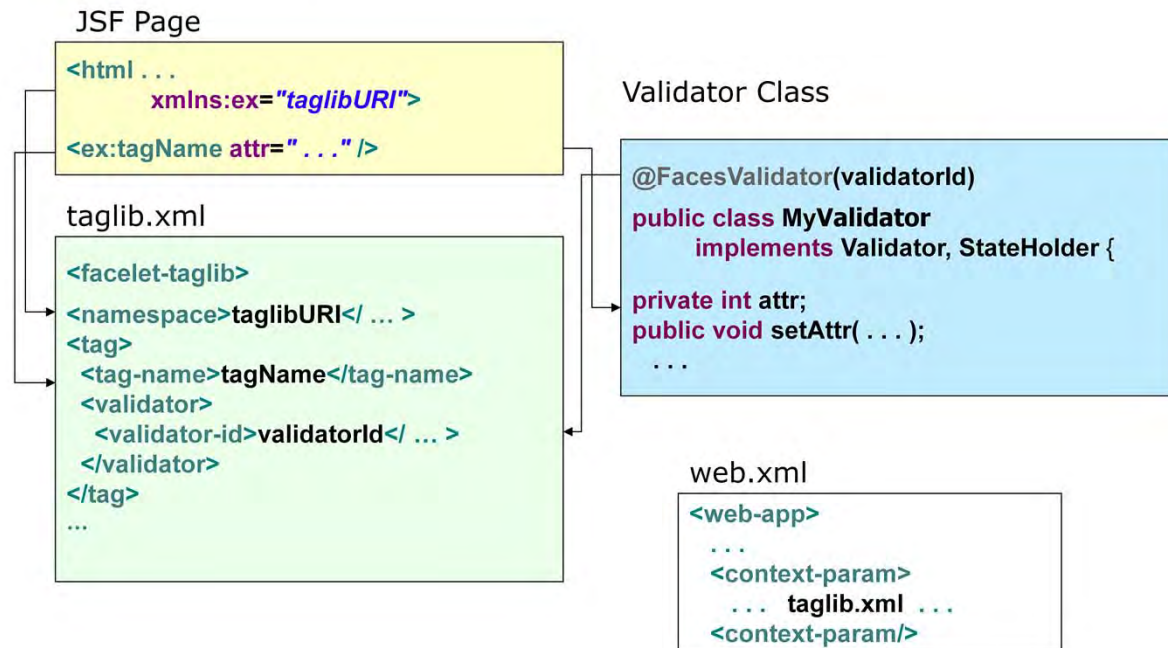 JSF Page
<html . . .
xmlns:ex="taglibURI">
<ex:tagName attr=" . . ." />
taglib.xml
<facelet-taglib>
<namespace>taglibURI</ ... >
<tag>
<tag-name>tagName</tag-name>
<validator>
<validator-id>validatorId</ ... >
</validator>
</tag>
...
Validator Class
@FacesValidator(validatorId)
public class MyValidator
implements Validator, StateHolder {
private int attr;
public void setAttr( . . . );
. . .
web.xml
<web-app>
. . .
<context-param>
. . . taglib.xml . . .
<context-param/>